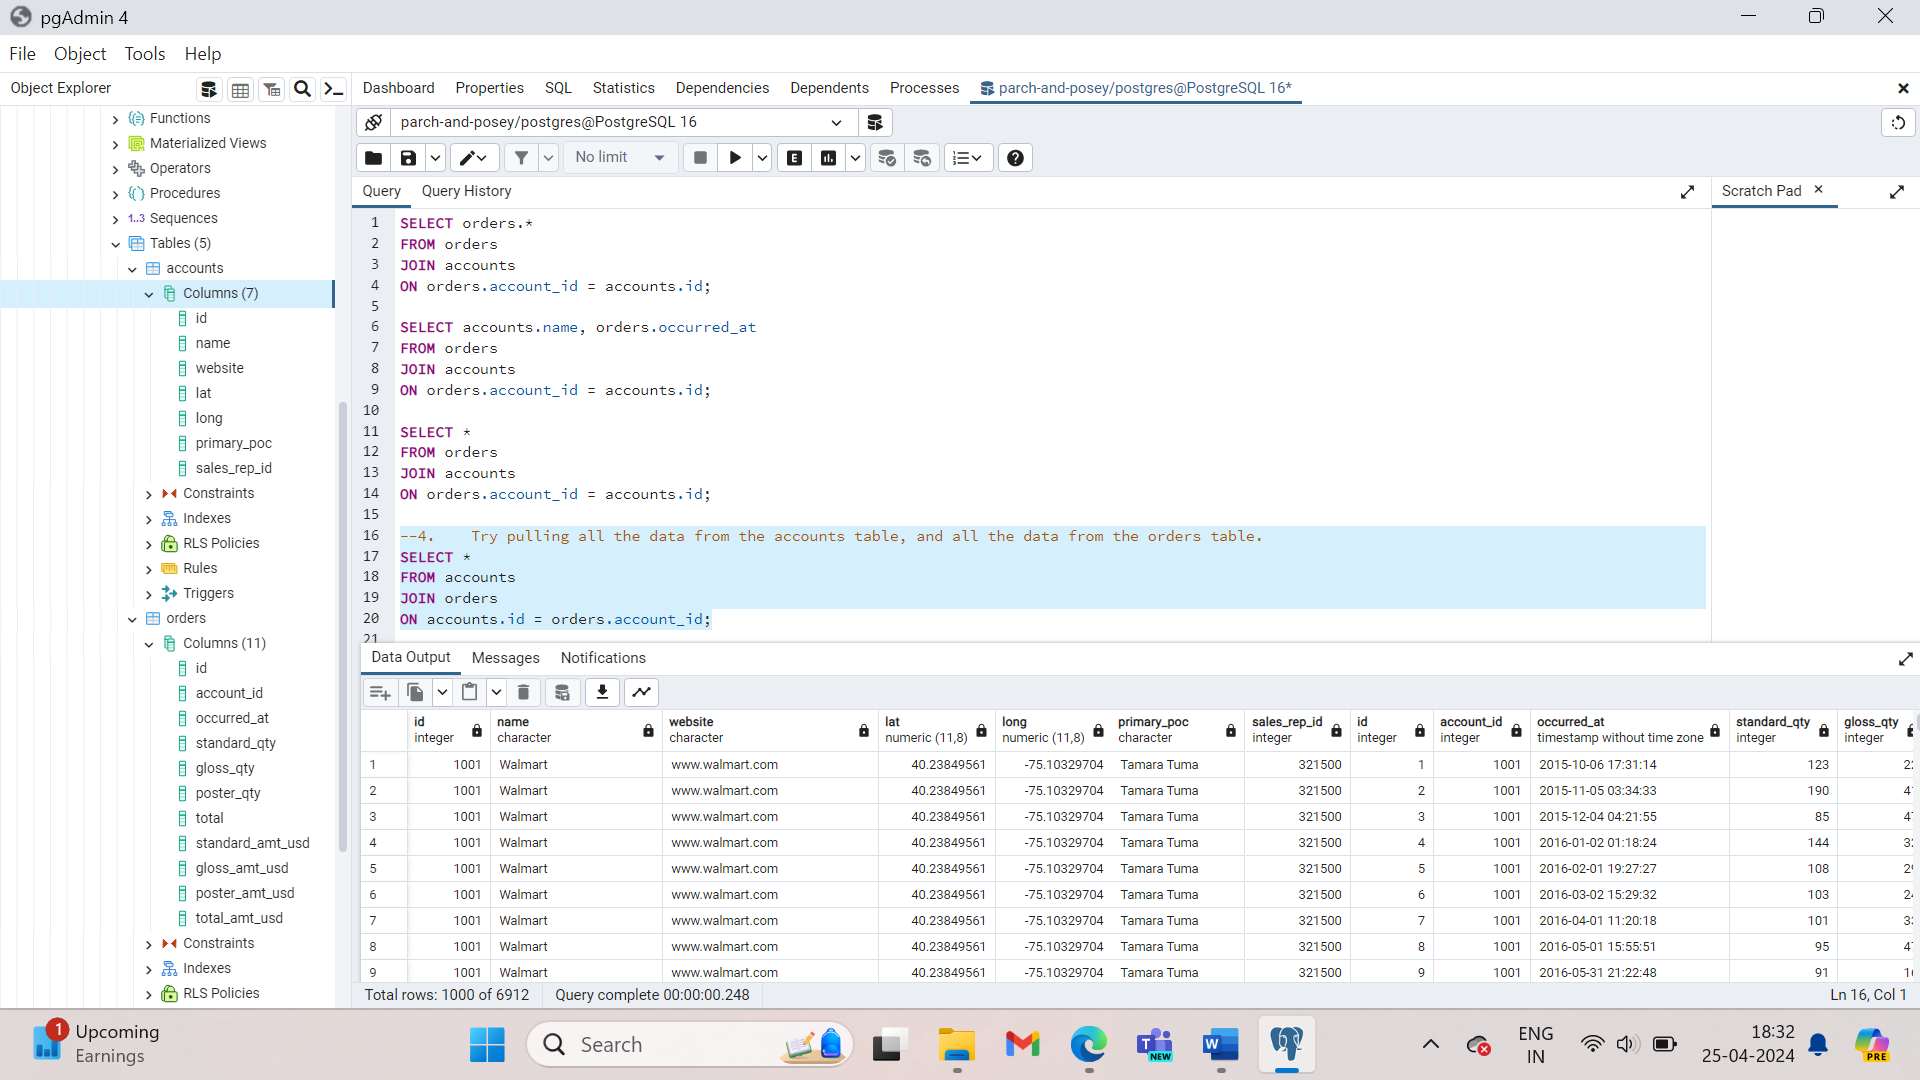 pgAdmin 4
File Object Tools Help
Object Explorer
Dashboard Properties SQL Statistics Dependencies Dependents Processes parch-and-posey/postgres@PostgreSQL 16*
Functions
Materialized Views
Operators
Procedures
1..3 Sequences
Tables (5)
accounts
Columns (7)
id
name
website
lat
long
primary_poc
sales_rep_id
Constraints
Indexes
RLS Policies
Rules
Triggers
orders
Columns (11)
id
account_id
occurred_at
standard_qty
gloss_qty
poster_qty
total
standard_amt_usd
gloss_amt_usd
poster_amt_usd
total_amt_usd
Constraints
Indexes
RLS Policies
parch-and-posey/postgres@PostgreSQL 16
No limit
E
Query Query History
Scratch Pad
1 SELECT orders.*
2 FROM orders
3 JOIN accounts
4 ON orders.account_id = accounts.id;
5
6 SELECT accounts.name, orders.occurred_at
7 FROM orders
8 JOIN accounts
9 ON orders.account_id = accounts.id;
10
11 SELECT *
12 FROM orders
13 JOIN accounts
14 ON orders.account_id = accounts.id;
15
16 --4. Try pulling all the data from the accounts table, and all the data from the orders table.
17 SELECT *
18 FROM accounts
19 JOIN orders
20 ON accounts.id = orders.account_id;
21
Data Output Messages Notifications
id name website lat long primary_poc sales_rep_id id account_id occurred_at standard_qty gloss_qty
integer character character numeric (11,8) numeric (11,8) character integer integer integer timestamp without time zone integer integer
1 1001 Walmart www.walmart.com 40.23849561 -75.10329704 Tamara Tuma 321500 1 1001 2015-10-06 17:31:14 123
2 1001 Walmart www.walmart.com 40.23849561 -75.10329704 Tamara Tuma 321500 2 1001 2015-11-05 03:34:33 190
3 1001 Walmart www.walmart.com 40.23849561 -75.10329704 Tamara Tuma 321500 3 1001 2015-12-04 04:21:55 85
4 1001 Walmart www.walmart.com 40.23849561 -75.10329704 Tamara Tuma 321500 4 1001 2016-01-02 01:18:24 144
5 1001 Walmart www.walmart.com 40.23849561 -75.10329704 Tamara Tuma 321500 5 1001 2016-02-01 19:27:27 108
6 1001 Walmart www.walmart.com 40.23849561 -75.10329704 Tamara Tuma 321500 6 1001 2016-03-02 15:29:32 103
7 1001 Walmart www.walmart.com 40.23849561 -75.10329704 Tamara Tuma 321500 7 1001 2016-04-01 11:20:18 101
8 1001 Walmart www.walmart.com 40.23849561 -75.10329704 Tamara Tuma 321500 8 1001 2016-05-01 15:55:51 95
9 1001 Walmart www.walmart.com 40.23849561 -75.10329704 Tamara Tuma 321500 9 1001 2016-05-31 21:22:48 91
Total rows: 1000 of 6912 Query complete 00:00:00.248 Ln 16, Col 1
1 Upcoming
Earnings
Search
NEW
W
ENG
IN
18:32
25-04-2024
PRE